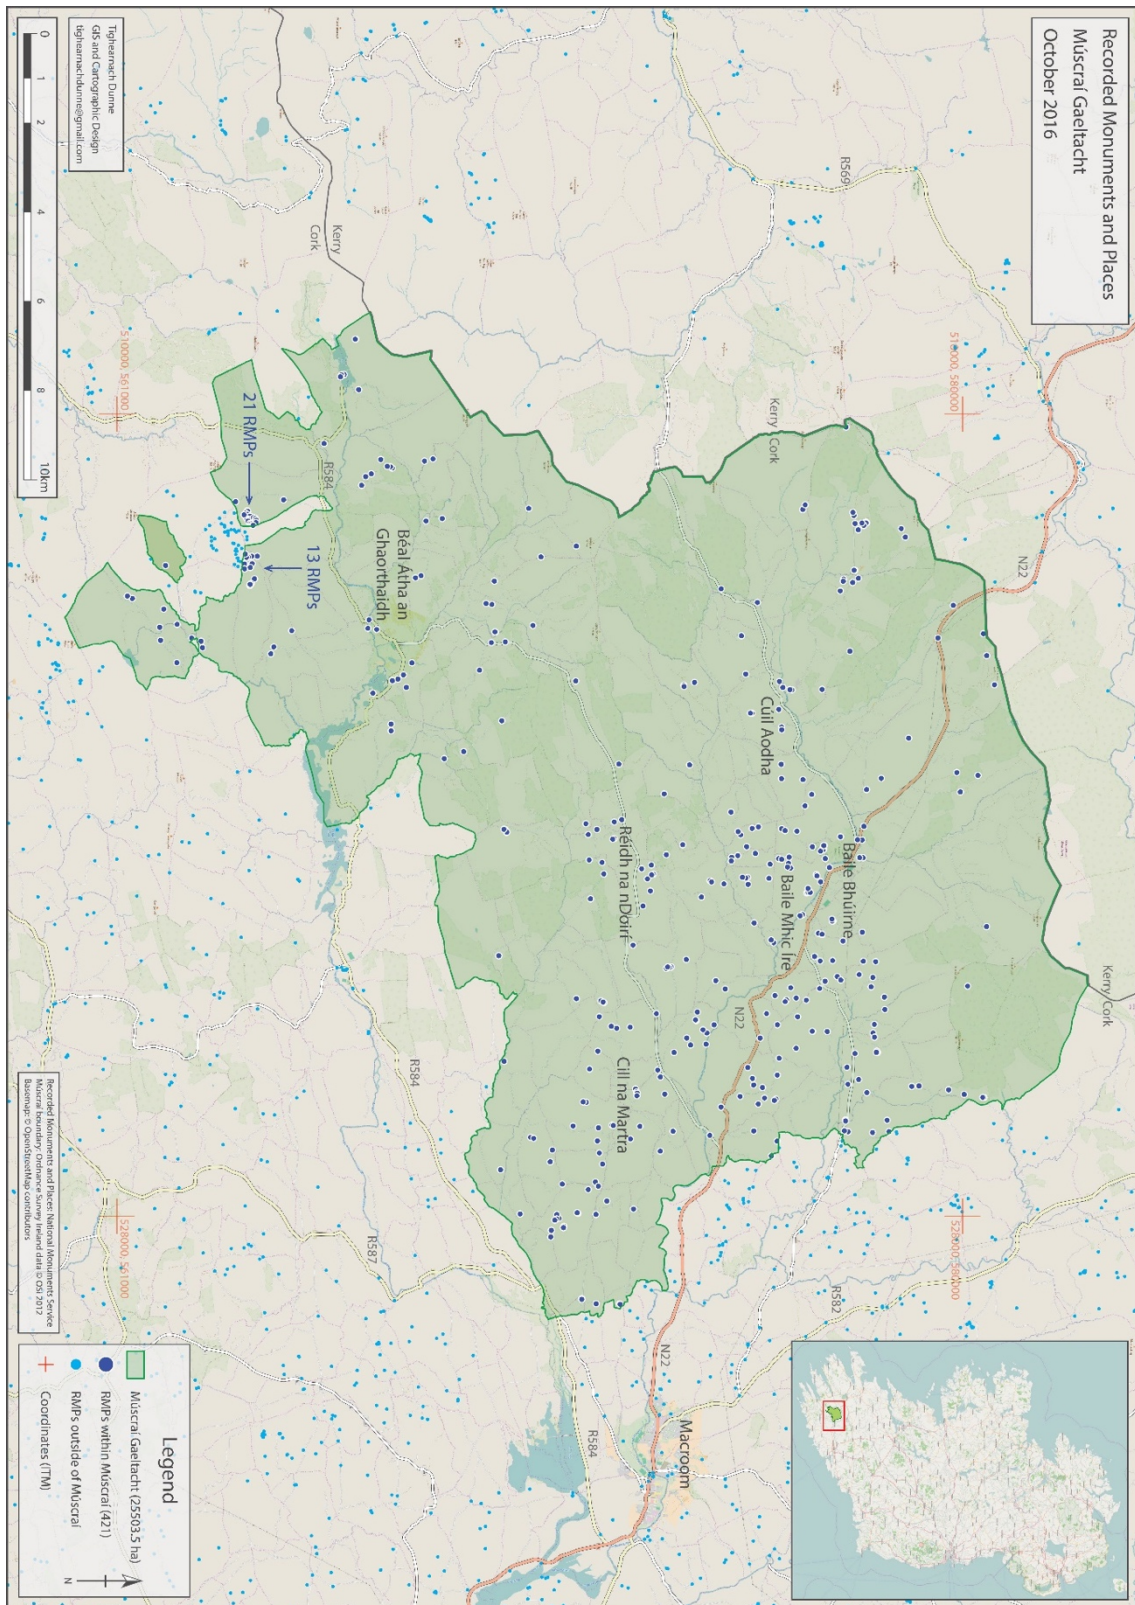 Recorded Monuments and Places
Múscraí Gaeltacht
October 2016
R569
N22
510000, 580000
Kerry
Cork
Kerry
Cork
Kerry
Cork
510000, 561000
528000, 580000
528000, 561000
Cúil Aodha
Baile Bhúirne
Baile Mhic Íre
Réidh na nDoirí
Cill na Martra
Béal Átha an
Ghaorthaidh
R584
21 RMPs
13 RMPs
N22
R582
N22
Macroom
R584
R584
R587
Tighearnach Dunne
GIS and Cartographic Design
tighearnachdunne@gmail.com
0 1 2 4 6 8 10km
Recorded Monuments and Places: National Monuments Service
Múscraí boundary: Ordnance Survey Ireland data © OSI 2012
Basemap: © OpenStreetMap contributors
Legend
Múscraí Gaeltacht (25503.5 ha)
RMPs within Múscraí (421)
RMPs outside of Múscraí
Coordinates (ITM)
N